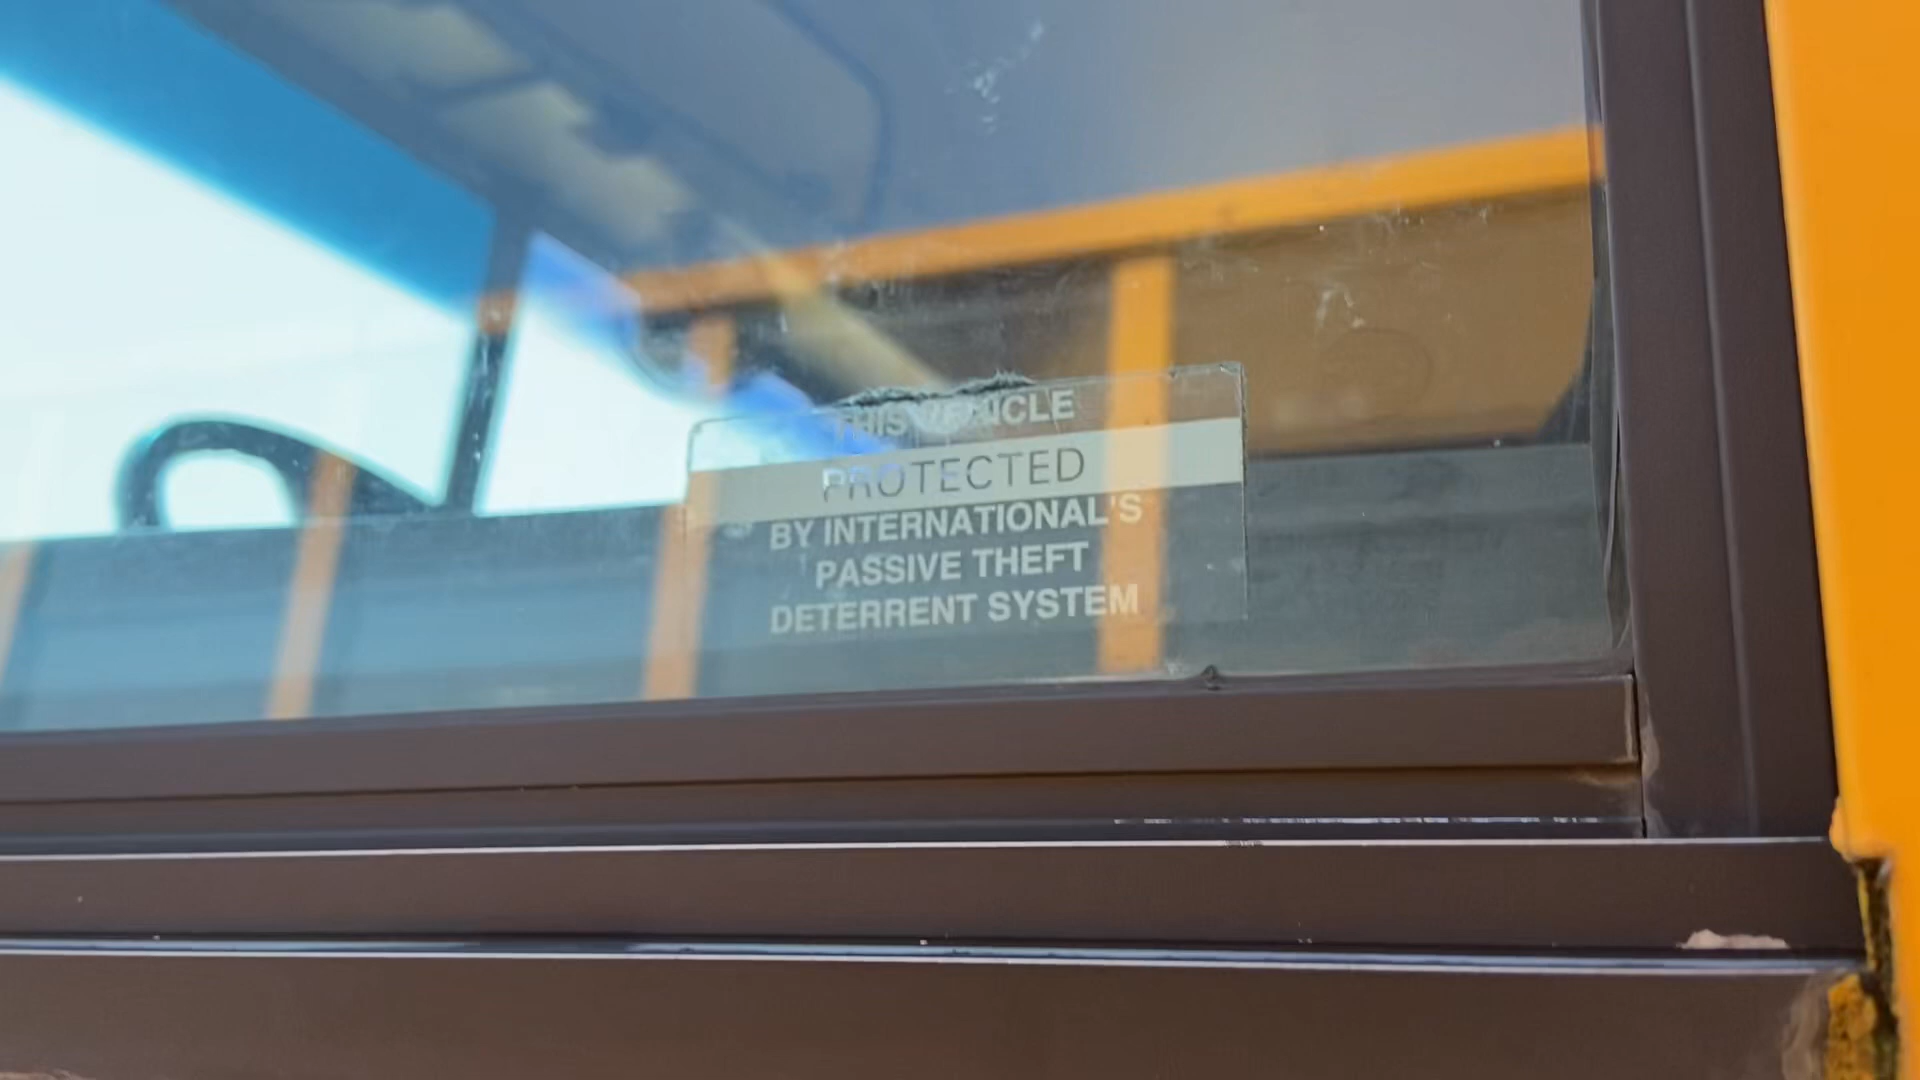 THIS VEHICLE
PROTECTED
BY INTERNATIONAL'S
PASSIVE THEFT
DETERRENT SYSTEM